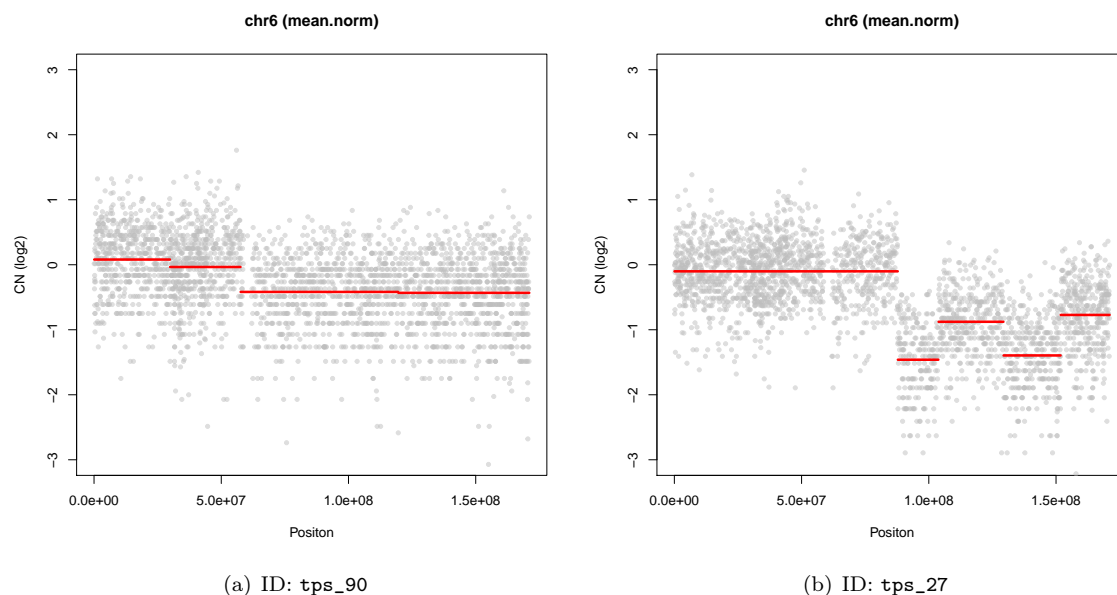 chr6 (mean.norm)
3
2
1
0
−1
−2
−3
CN (log2)
0.0e+00 5.0e+07 1.0e+08 1.5e+08
Positon
(a) ID: tps_90
chr6 (mean.norm)
3
2
1
0
−1
−2
−3
CN (log2)
0.0e+00 5.0e+07 1.0e+08 1.5e+08
Positon
(b) ID: tps_27